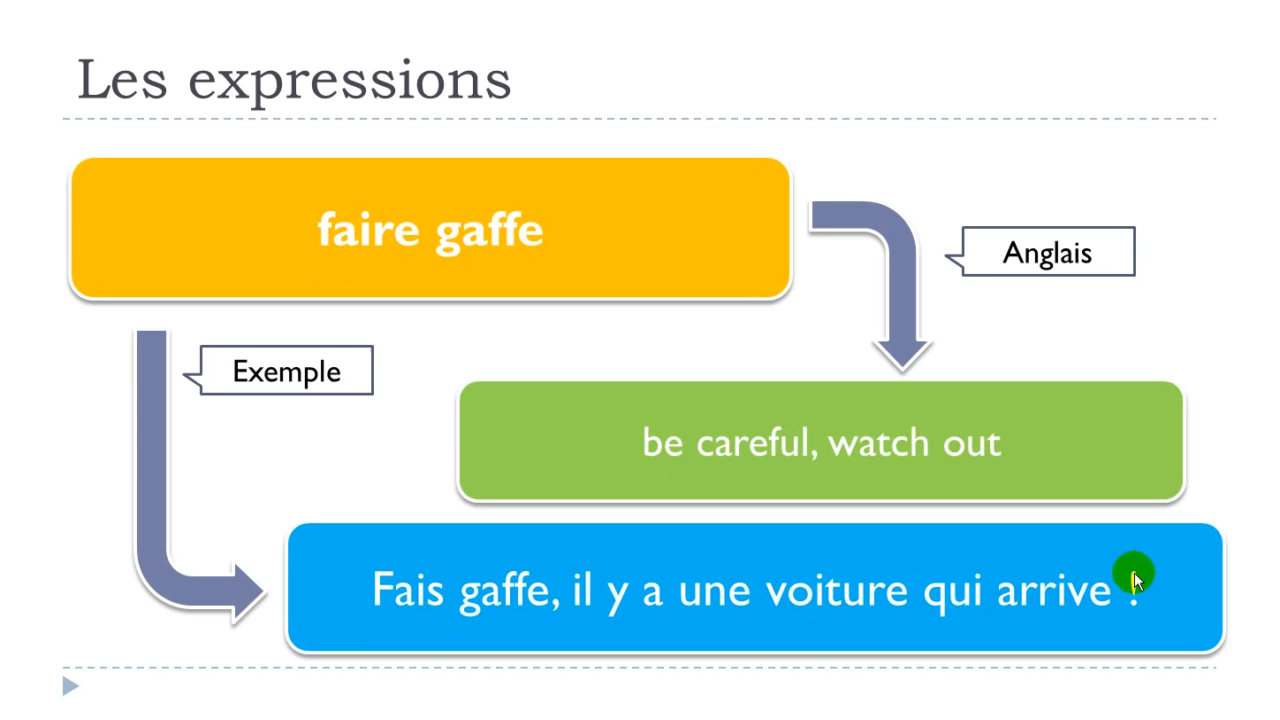 Les expressions
faire gaffe
Anglais
Exemple
be careful, watch out
Fais gaffe, il y a une voiture qui arrive !